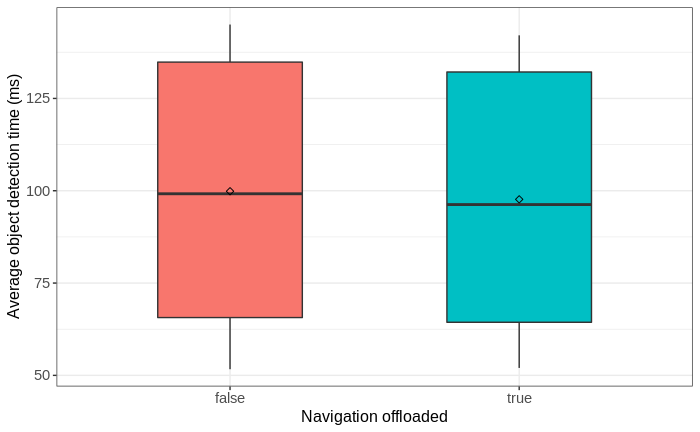 Average object detection time (ms)
125
100
75
50
false
true
Navigation offloaded